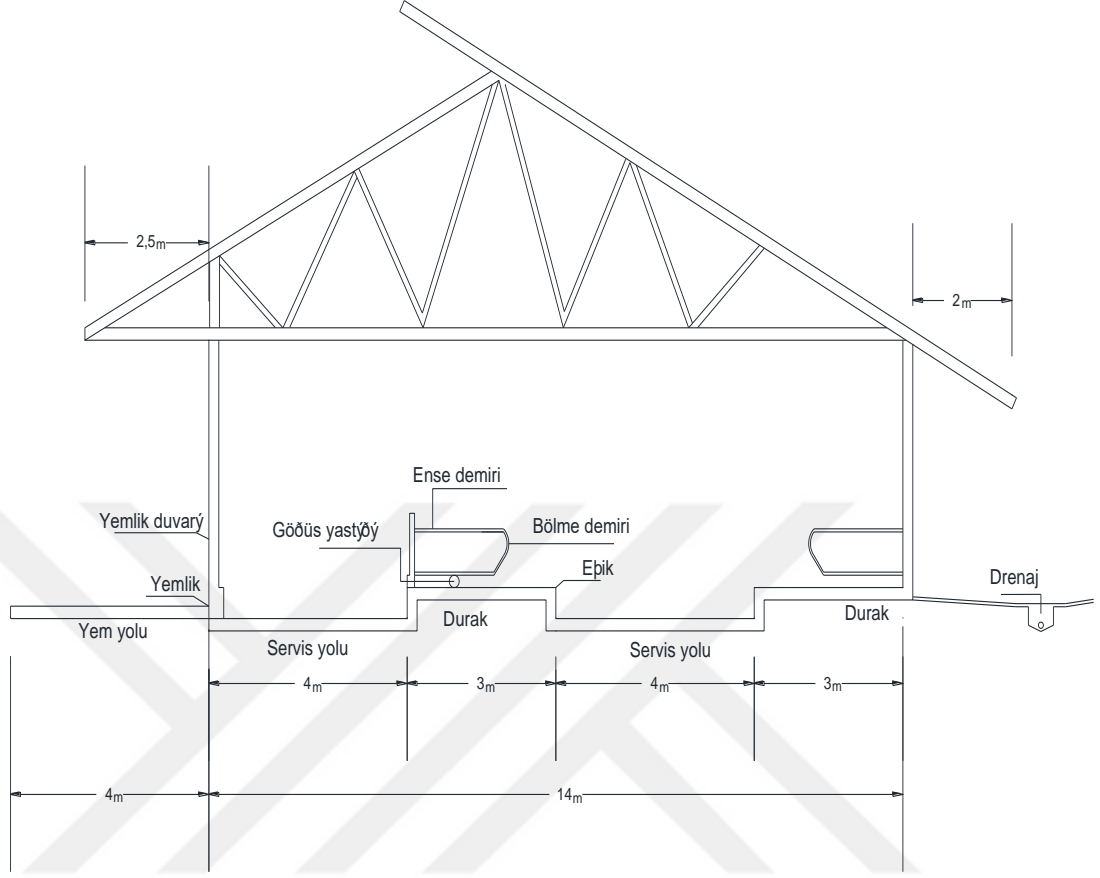 2,5m
2m
Ense demiri
Yemlik duvarý
Göðüs yastýðý
Bölme demiri
Yemlik
Eþik
Drenaj
Yem yolu
Durak
Durak
Servis yolu
Servis yolu
4m
3m
4m
3m
4m
14m